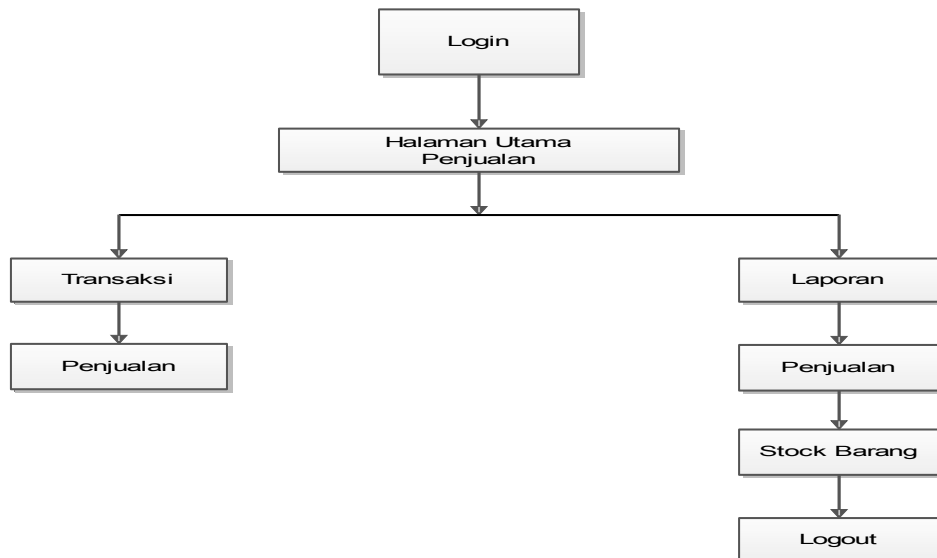 Login
Halaman Utama
Penjualan
Transaksi
Laporan
Penjualan
Penjualan
Stock Barang
Logout